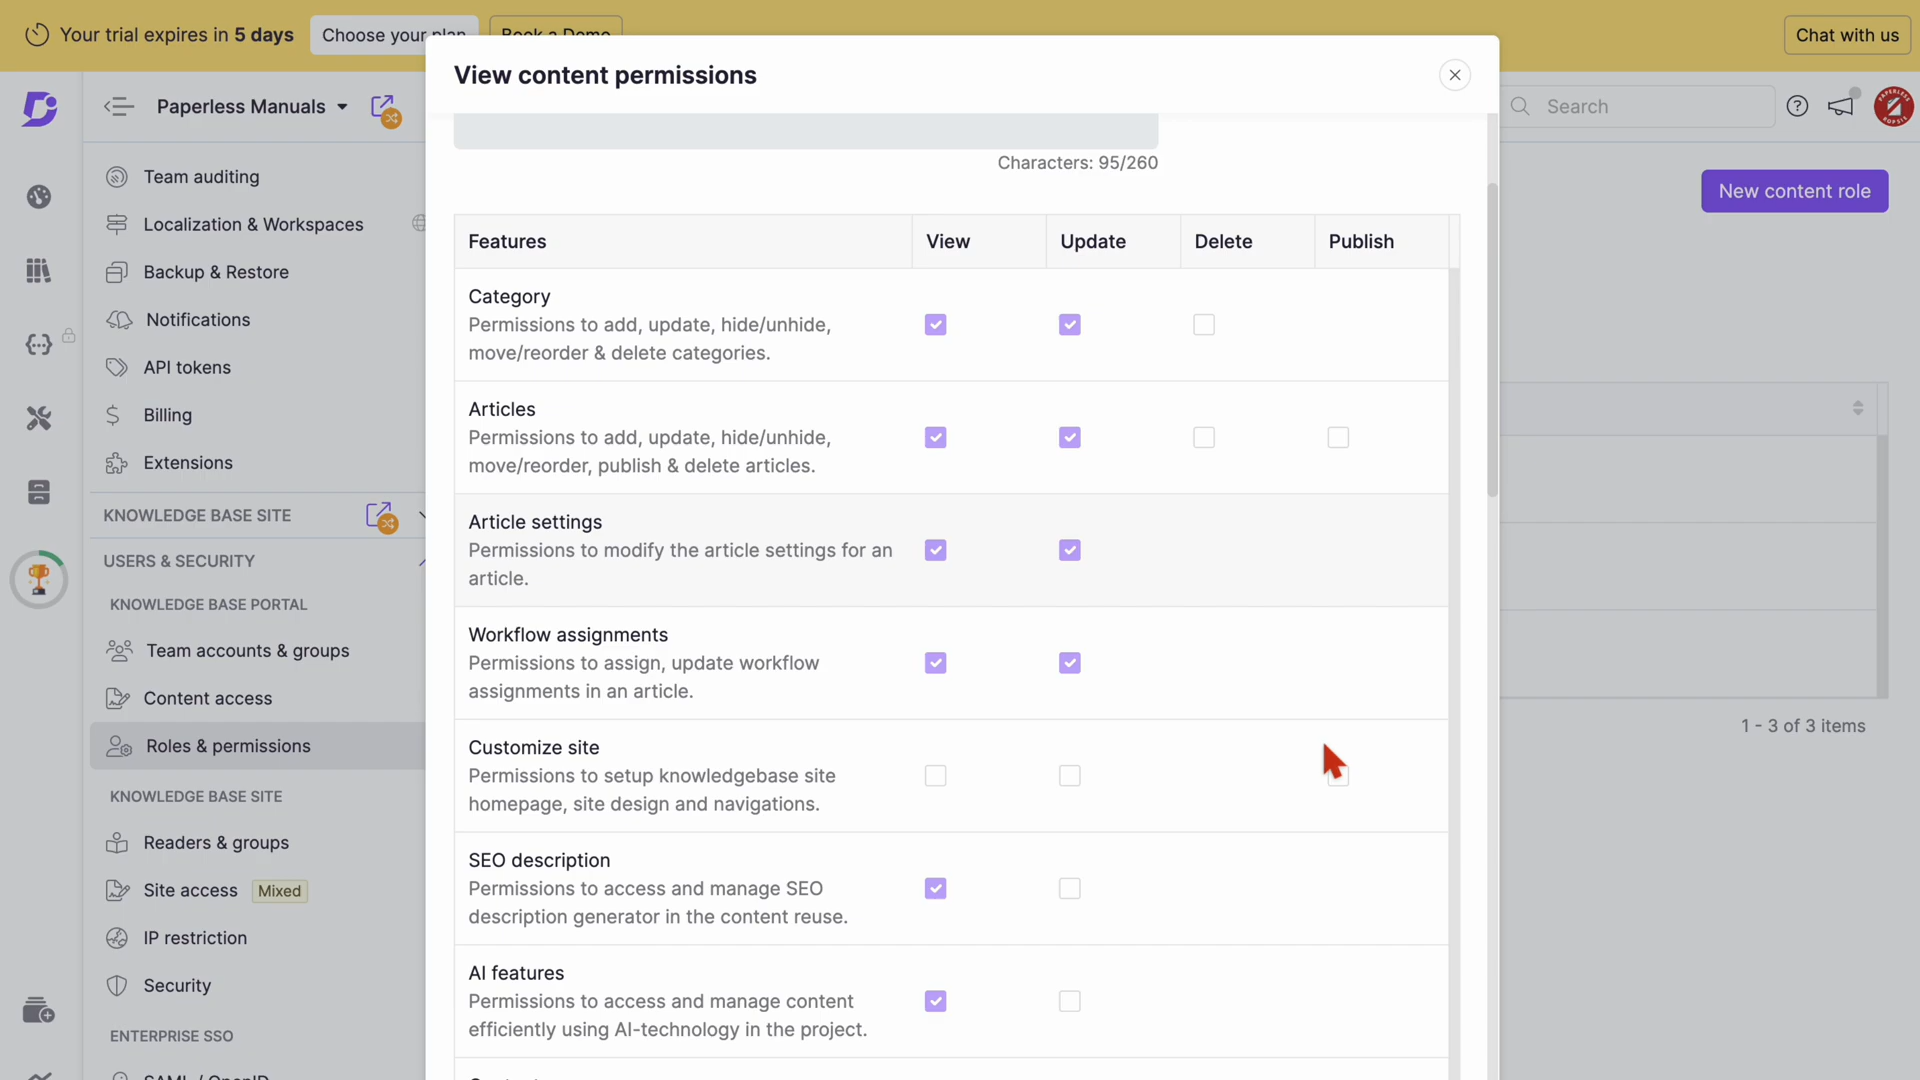 Your trial expires in 5 days
Choose your plan
Book a Demo
Chat with us
View content permissions
Paperless Manuals
Search
Characters: 95/260
New content role
Team auditing
Localization & Workspaces
Backup & Restore
Notifications
API tokens
Billing
Extensions
KNOWLEDGE BASE SITE
USERS & SECURITY
KNOWLEDGE BASE PORTAL
Team accounts & groups
Content access
Roles & permissions
KNOWLEDGE BASE SITE
Readers & groups
Site access Mixed
IP restriction
Security
ENTERPRISE SSO
SAML / OpenID
Features View Update Delete Publish
Category
Permissions to add, update, hide/unhide,
move/reorder & delete categories.
Articles
Permissions to add, update, hide/unhide,
move/reorder, publish & delete articles.
Article settings
Permissions to modify the article settings for an
article.
Workflow assignments
Permissions to assign, update workflow
assignments in an article.
Customize site
Permissions to setup knowledgebase site
homepage, site design and navigations.
SEO description
Permissions to access and manage SEO
description generator in the content reuse.
AI features
Permissions to access and manage content
efficiently using AI-technology in the project.
1 - 3 of 3 items